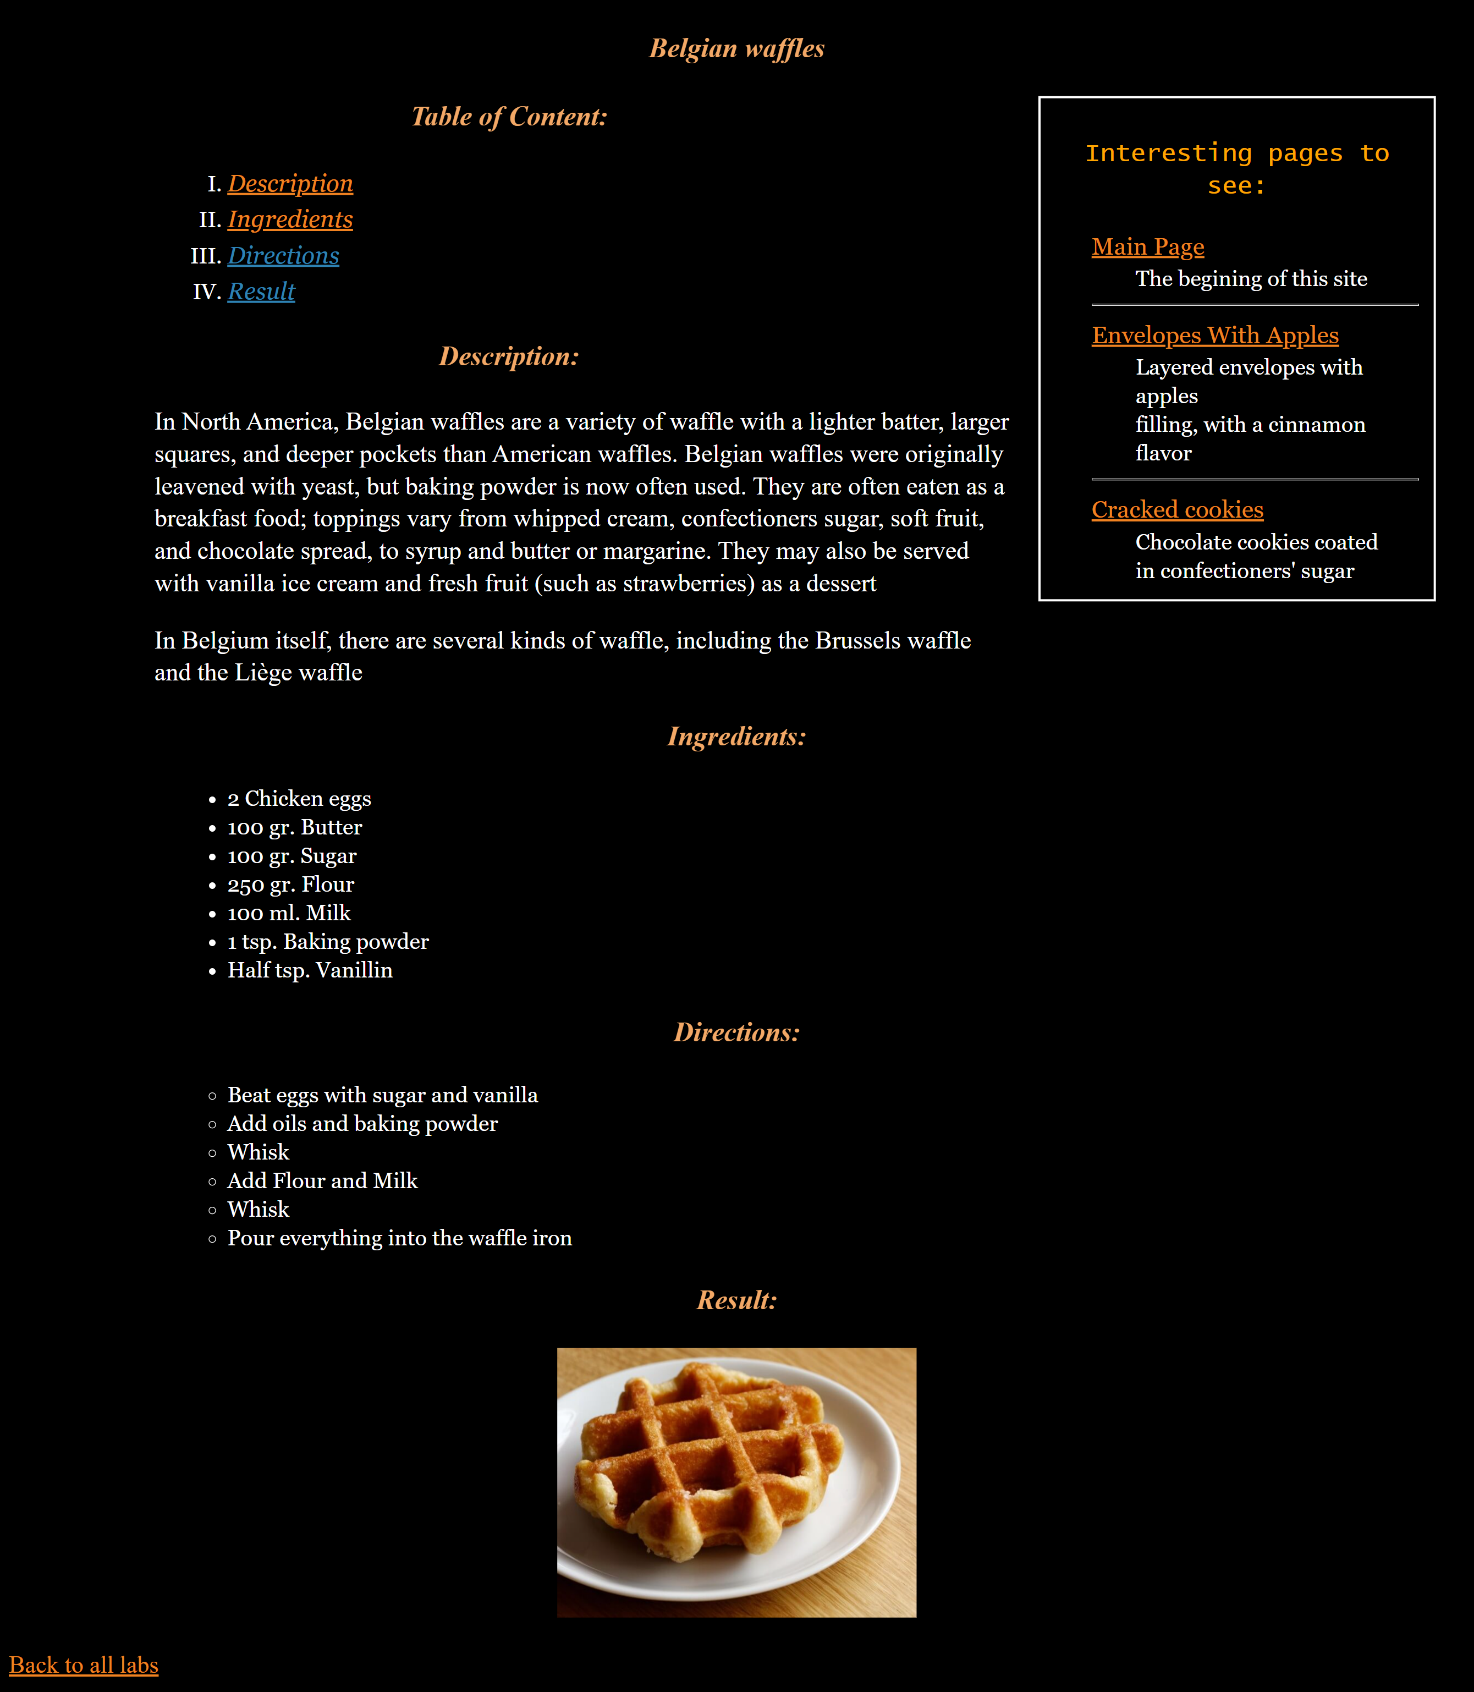 Belgian waffles
Table of Content:
I. Description
II. Ingredients
III. Directions
IV. Result
Description:
In North America, Belgian waffles are a variety of waffle with a lighter batter, larger
squares, and deeper pockets than American waffles. Belgian waffles were originally
leavened with yeast, but baking powder is now often used. They are often eaten as a
breakfast food; toppings vary from whipped cream, confectioners sugar, soft fruit,
and chocolate spread, to syrup and butter or margarine. They may also be served
with vanilla ice cream and fresh fruit (such as strawberries) as a dessert
In Belgium itself, there are several kinds of waffle, including the Brussels waffle
and the Liège waffle
Interesting pages to
see:
Main Page
The begining of this site
Envelopes With Apples
Layered envelopes with
apples
filling, with a cinnamon
flavor
Cracked cookies
Chocolate cookies coated
in confectioners' sugar
Ingredients:
• 2 Chicken eggs
• 100 gr. Butter
• 100 gr. Sugar
• 250 gr. Flour
• 100 ml. Milk
• 1 tsp. Baking powder
• Half tsp. Vanillin
Directions:
◦ Beat eggs with sugar and vanilla
◦ Add oils and baking powder
◦ Whisk
◦ Add Flour and Milk
◦ Whisk
◦ Pour everything into the waffle iron
Result:
Back to all labs